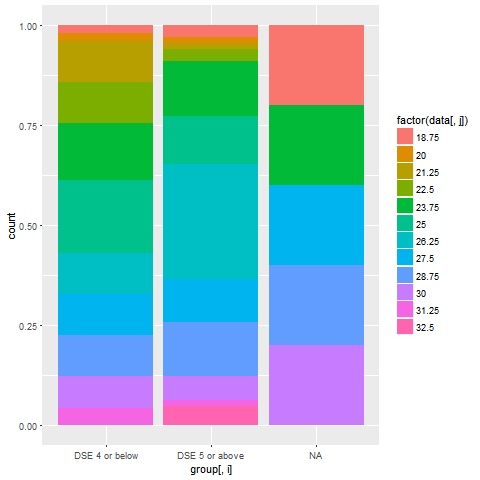 1.00
0.75
0.50
0.25
0.00
count
DSE 4 or below
DSE 5 or above
NA
group[, i]
factor(data[, j])
18.75
20
21.25
22.5
23.75
25
26.25
27.5
28.75
30
31.25
32.5